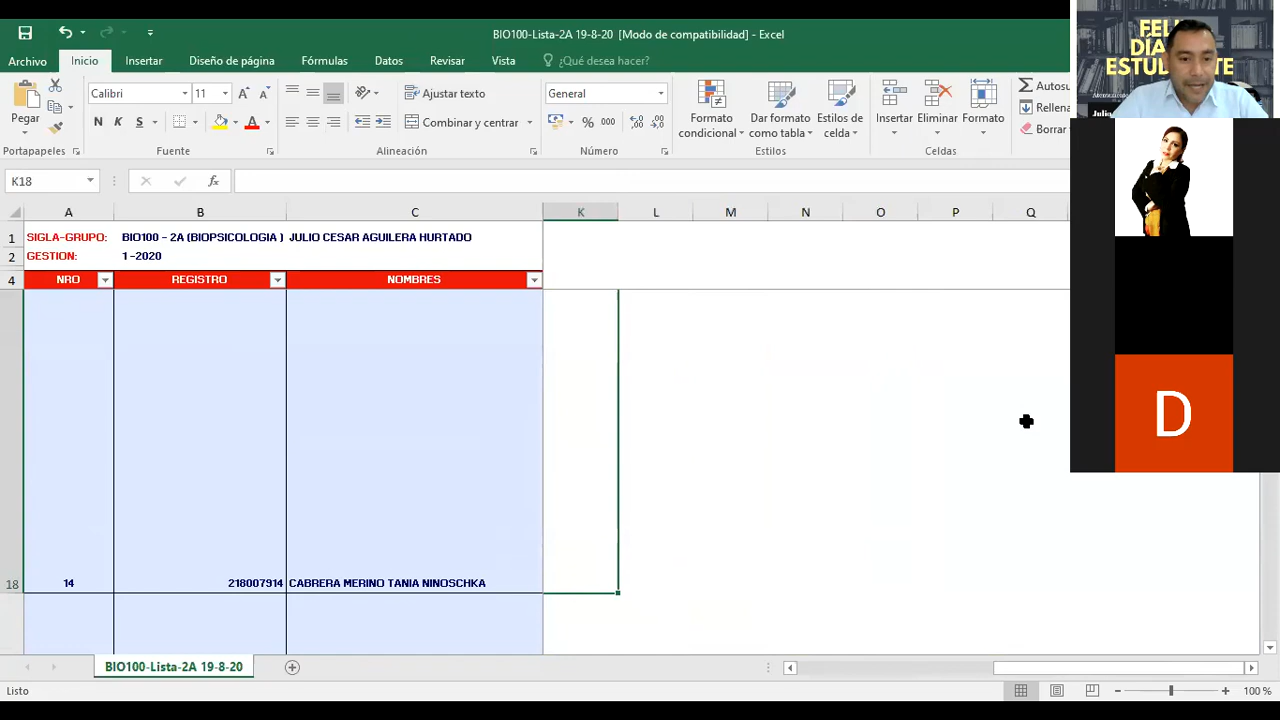 BIO100-Lista-2A 19-8-20 [Modo de compatibilidad] - Excel
Archivo Inicio Insertar Diseño de página Fórmulas Datos Revisar Vista ¿Qué desea hacer?
Pegar
Calibri 11
N K S
Ajustar texto
Combinar y centrar
General
% 000
Formato condicional
Dar formato como tabla
Estilos de celda
Insertar Eliminar Formato
Autosu
Rellena
Borrar
Portapapeles Fuente Alineación Número Estilos Celdas
K18 fx
A B C K L M N O P Q
1 SIGLA-GRUPO: BIO100 - 2A (BIOPSICOLOGIA ) JULIO CESAR AGUILERA HURTADO
2 GESTION: 1-2020
4 NRO REGISTRO NOMBRES
18 14 218007914 CABRERA MERINO TANIA NINOSCHKA
BIO100-Lista-2A 19-8-20
Listo 100 %
D